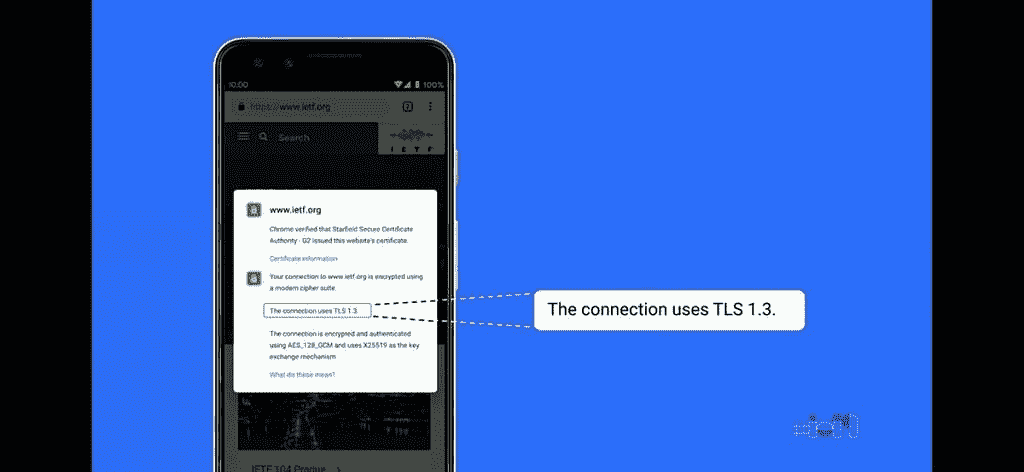 10:00
100%
https://www.ietf.org
Search
I E T F
www.ietf.org
Chrome verified that Starfield Secure Certificate
Authority - G2 issued this website's certificate.
Certificate information
Your connection to www.ietf.org is encrypted using
a modern cipher suite.
The connection uses TLS 1.3.
The connection uses TLS 1.3.
The connection is encrypted and authenticated
using AES_128_GCM and uses X25519 as the key
exchange mechanism
What do these mean?
IETF 104 Prague